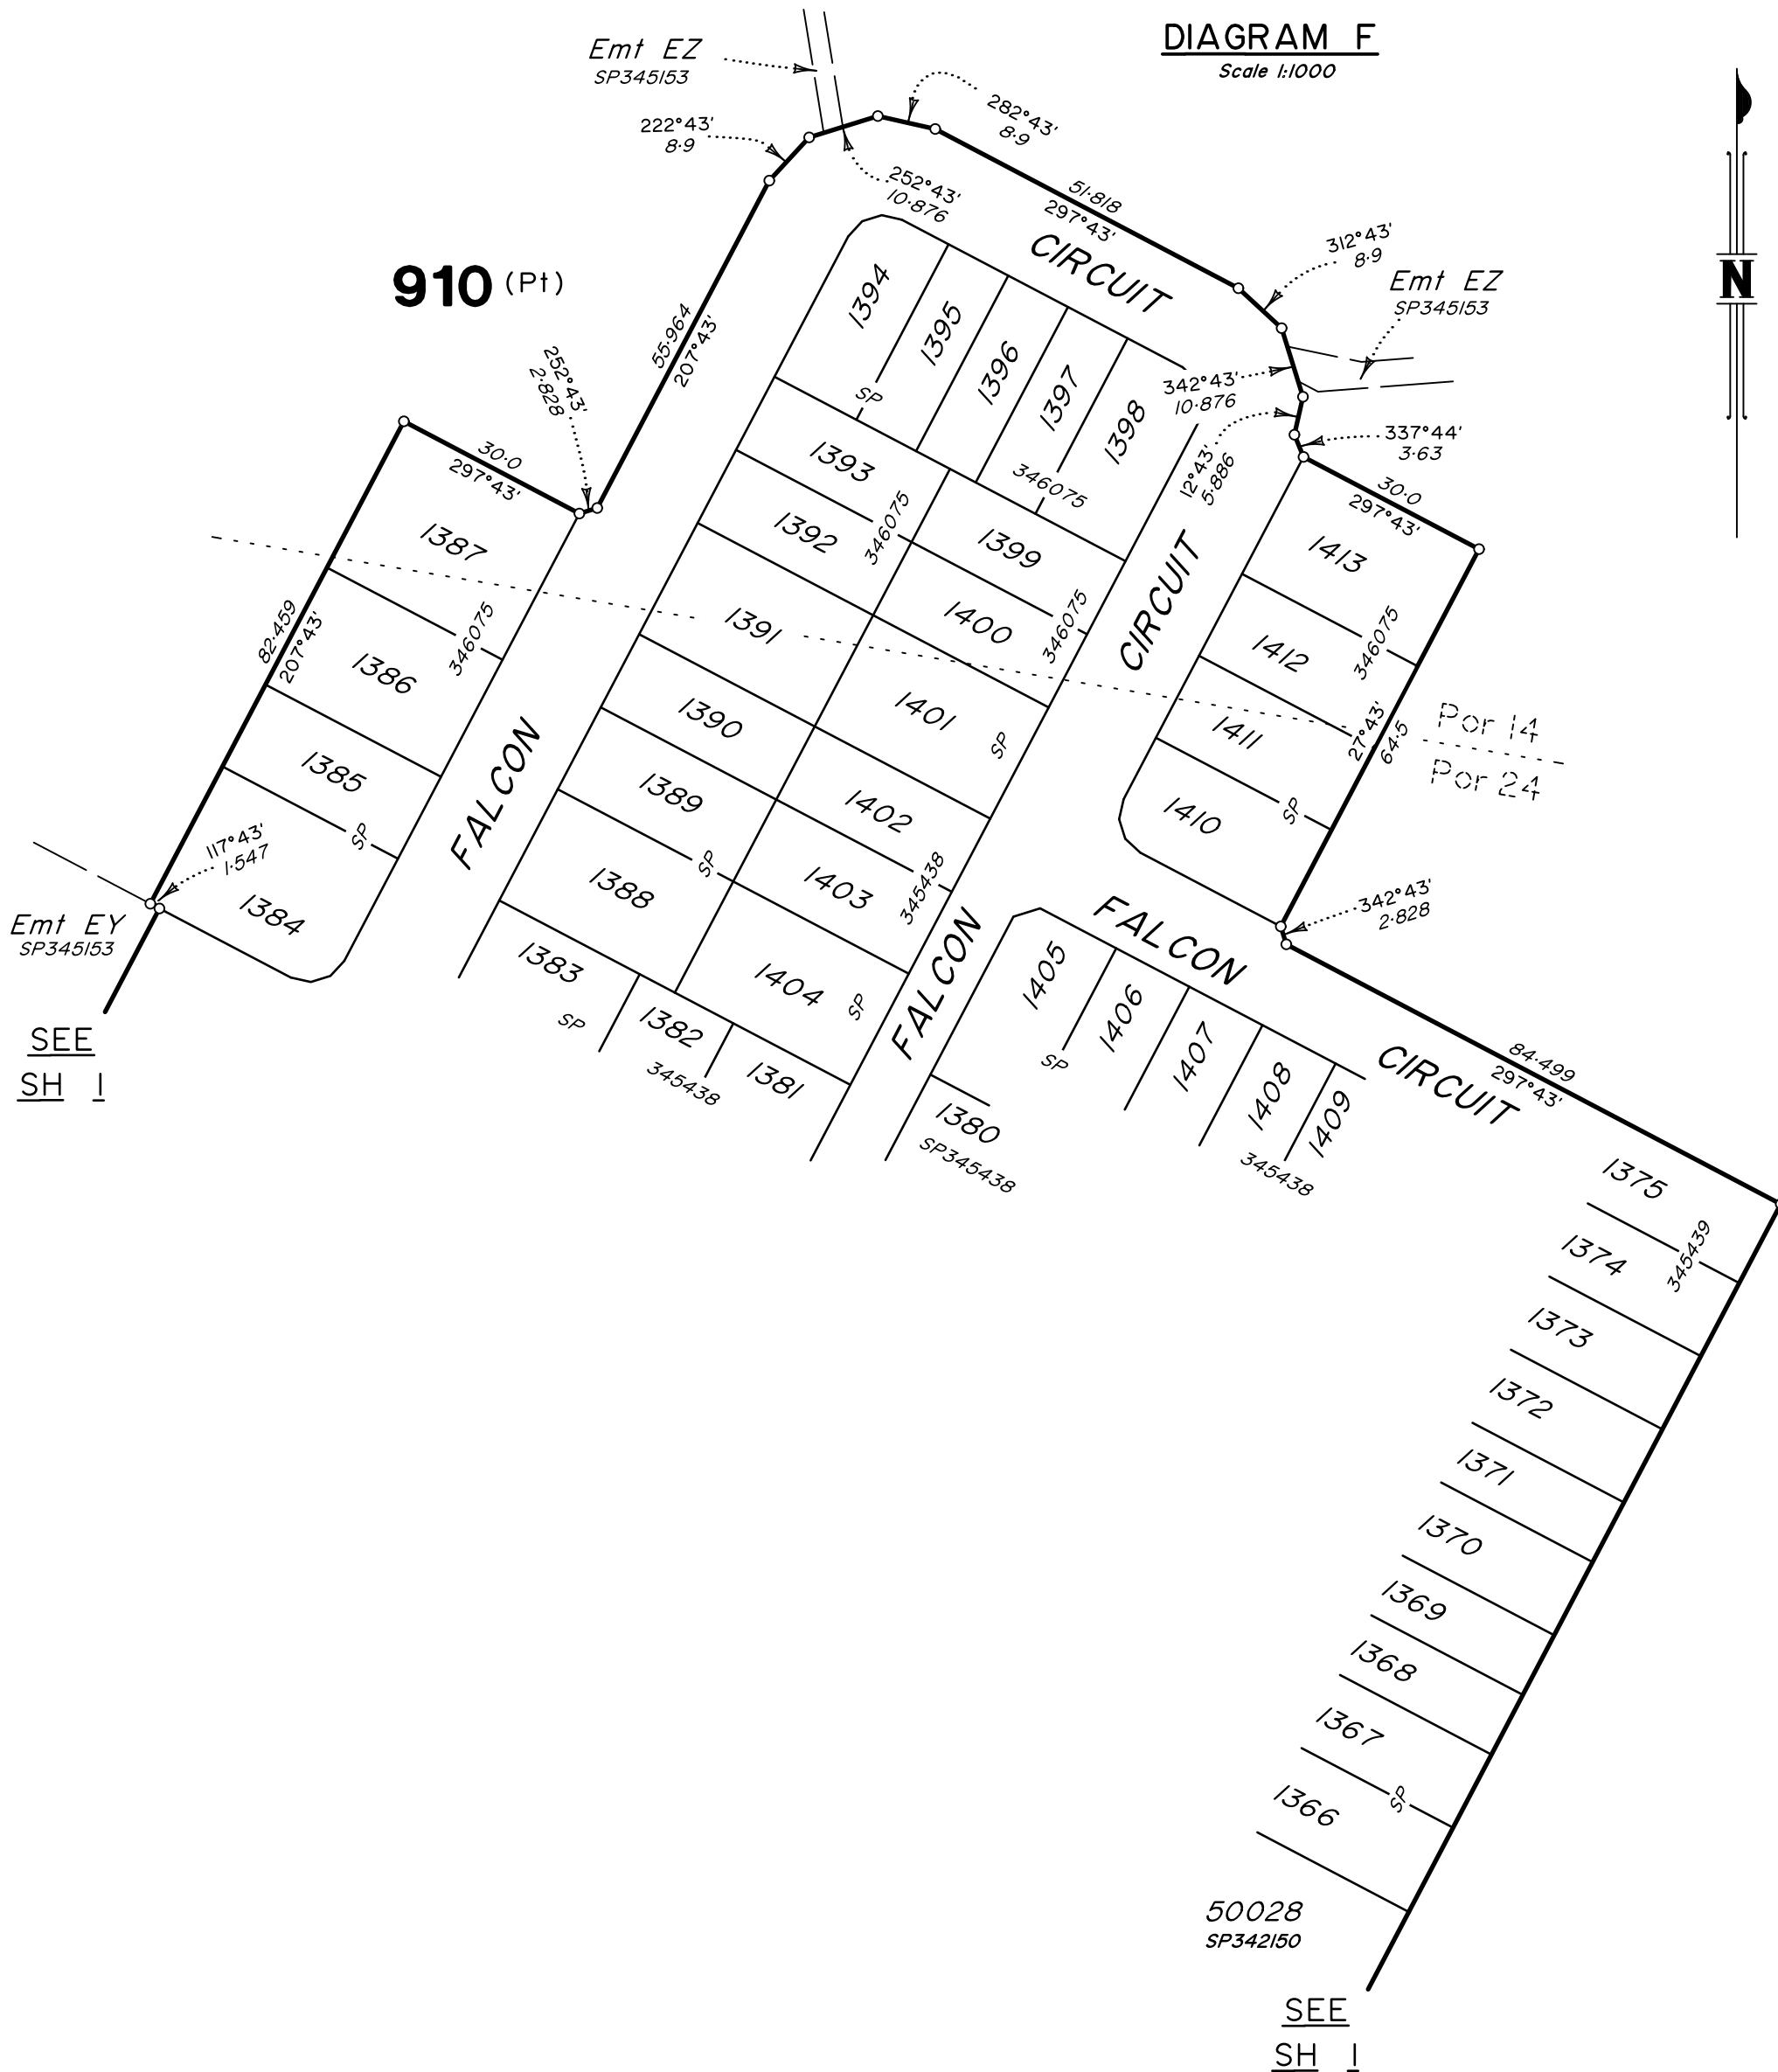 DIAGRAM F
Scale 1:1000
Emt EZ
SP345153
282°43'
8·9
222°43'
8·9
252°43'
10·876
51·818
297°43'
312°43'
8·9
Emt EZ
SP345153
N
910 (Pt)
CIRCUIT
55·964
207°43'
252°43'
2·828
1394
1395
1396
1397
1398
SP
346075
342°43'
10·876
12°43'
5·886
337°44'
3·63
30·0
297°43'
30·0
297°43'
1387
1393
1392
346075
1399
1400
346075
CIRCUIT
1413
1412
346075
82·459
207°43'
1386
346075
1391
1401
SP
1411
27°43'
64·5
Por 14
Por 24
1385
SP
FALCON
1390
1389
1402
SP
1410
SP
117°43'
1·547
1384
Emt EY
SP345153
1388
1403
345438
FALCON
FALCON
342°43'
2·828
1383
SP
1382
345438
1381
1404
SP
1405
SP
1406
1407
1408
1409
345438
CIRCUIT
84·499
297°43'
SEE
SH 1
1380
SP345438
1375
345439
1374
1373
1372
1371
1370
1369
1368
1367
SP
1366
50028
SP342150
SEE
SH 1